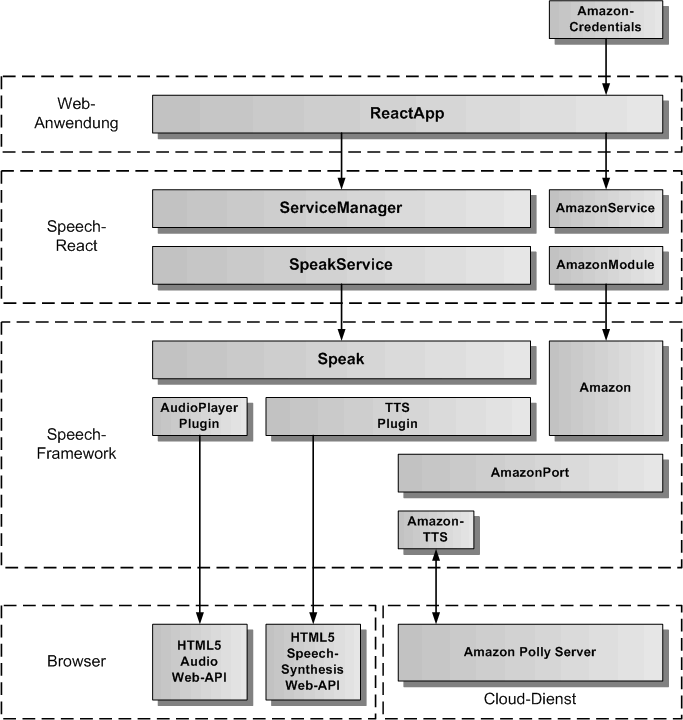 Amazon-
Credentials
Web-
Anwendung
ReactApp
Speech-
React
ServiceManager
AmazonService
SpeakService
AmazonModule
Speech-
Framework
Speak
Amazon
AudioPlayer
Plugin
TTS
Plugin
AmazonPort
Amazon-
TTS
Browser
HTML5
Audio
Web-API
HTML5
Speech-
Synthesis
Web-API
Amazon Polly Server
Cloud-Dienst